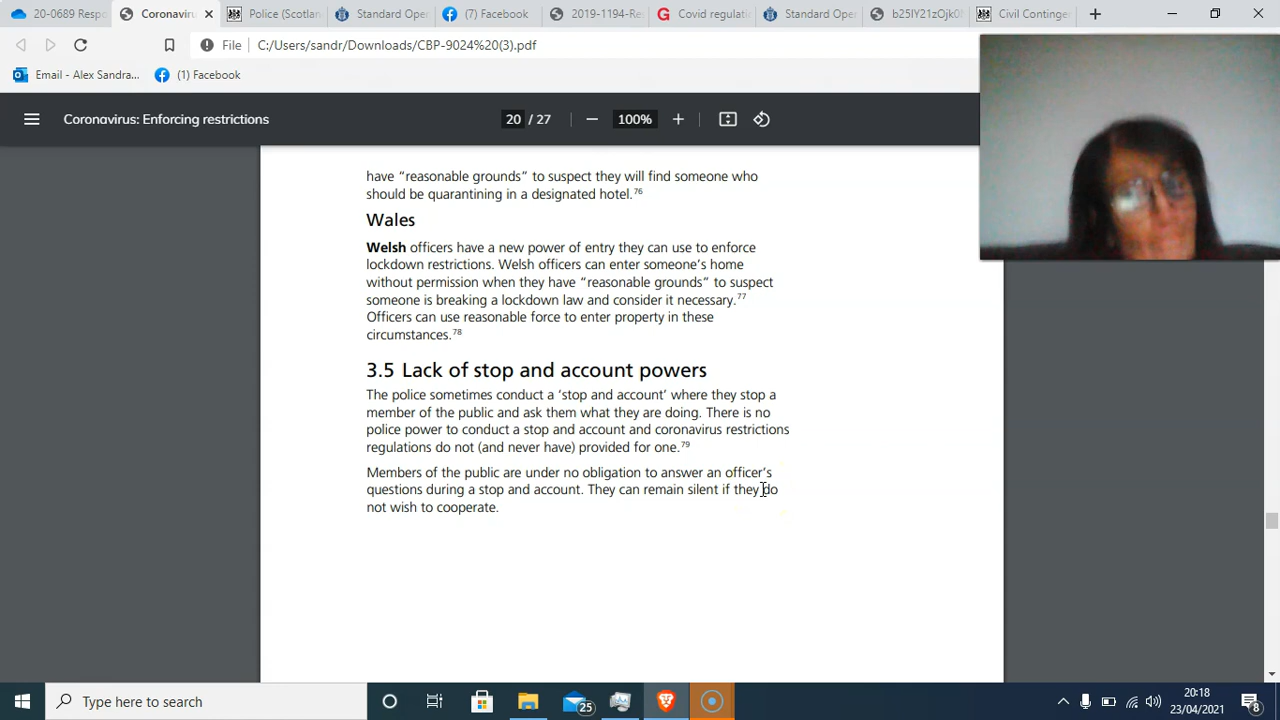 20-0689 Resp
Coronaviru
Police (Scotlan
Standard Ope
(7) Facebook
2019-1194-Re
Covid regulati
Standard Ope
b25lY21zOjk0
Civil Continge
File
C:/Users/sandr/Downloads/CBP-9024%20(3).pdf
Email - Alex Sandra...
(1) Facebook
Coronavirus: Enforcing restrictions
20 / 27
100%
have “reasonable grounds” to suspect they will find someone who
should be quarantining in a designated hotel.76
Wales
Welsh officers have a new power of entry they can use to enforce
lockdown restrictions. Welsh officers can enter someone’s home
without permission when they have “reasonable grounds” to suspect
someone is breaking a lockdown law and consider it necessary.77
Officers can use reasonable force to enter property in these
circumstances.78
3.5 Lack of stop and account powers
The police sometimes conduct a ‘stop and account’ where they stop a
member of the public and ask them what they are doing. There is no
police power to conduct a stop and account and coronavirus restrictions
regulations do not (and never have) provided for one.79
Members of the public are under no obligation to answer an officer’s
questions during a stop and account. They can remain silent if they do
not wish to cooperate.
Type here to search
25
20:18
23/04/2021
8